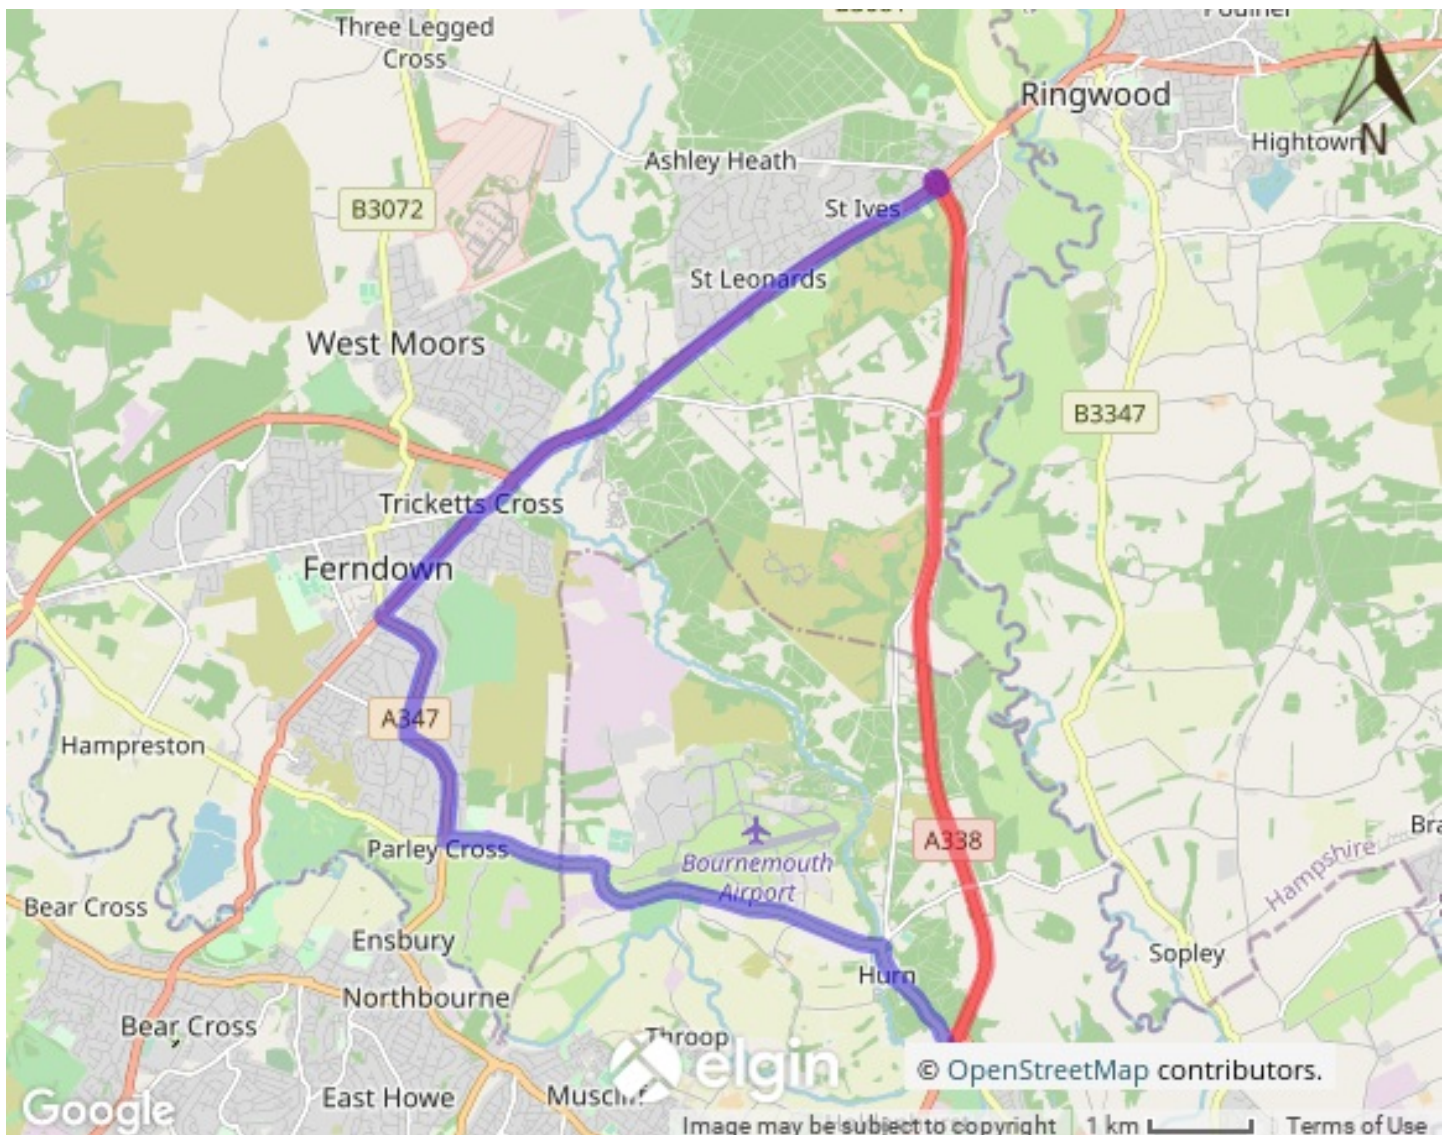 Three Legged
Cross
Ringwood
Hightown
N
Ashley Heath
B3072
St Ives
St Leonards
West Moors
B3347
Tricketts Cross
Ferndown
A347
Hampreston
A338
Parley Cross
Bournemouth
Airport
Hampshire
Bear Cross
Ensbury
Hurn
Sopley
Northbourne
Bear Cross
Throop
elgin
© OpenStreetMap contributors.
East Howe
Google
Image may be subject to copyright
1 km
Terms of Use